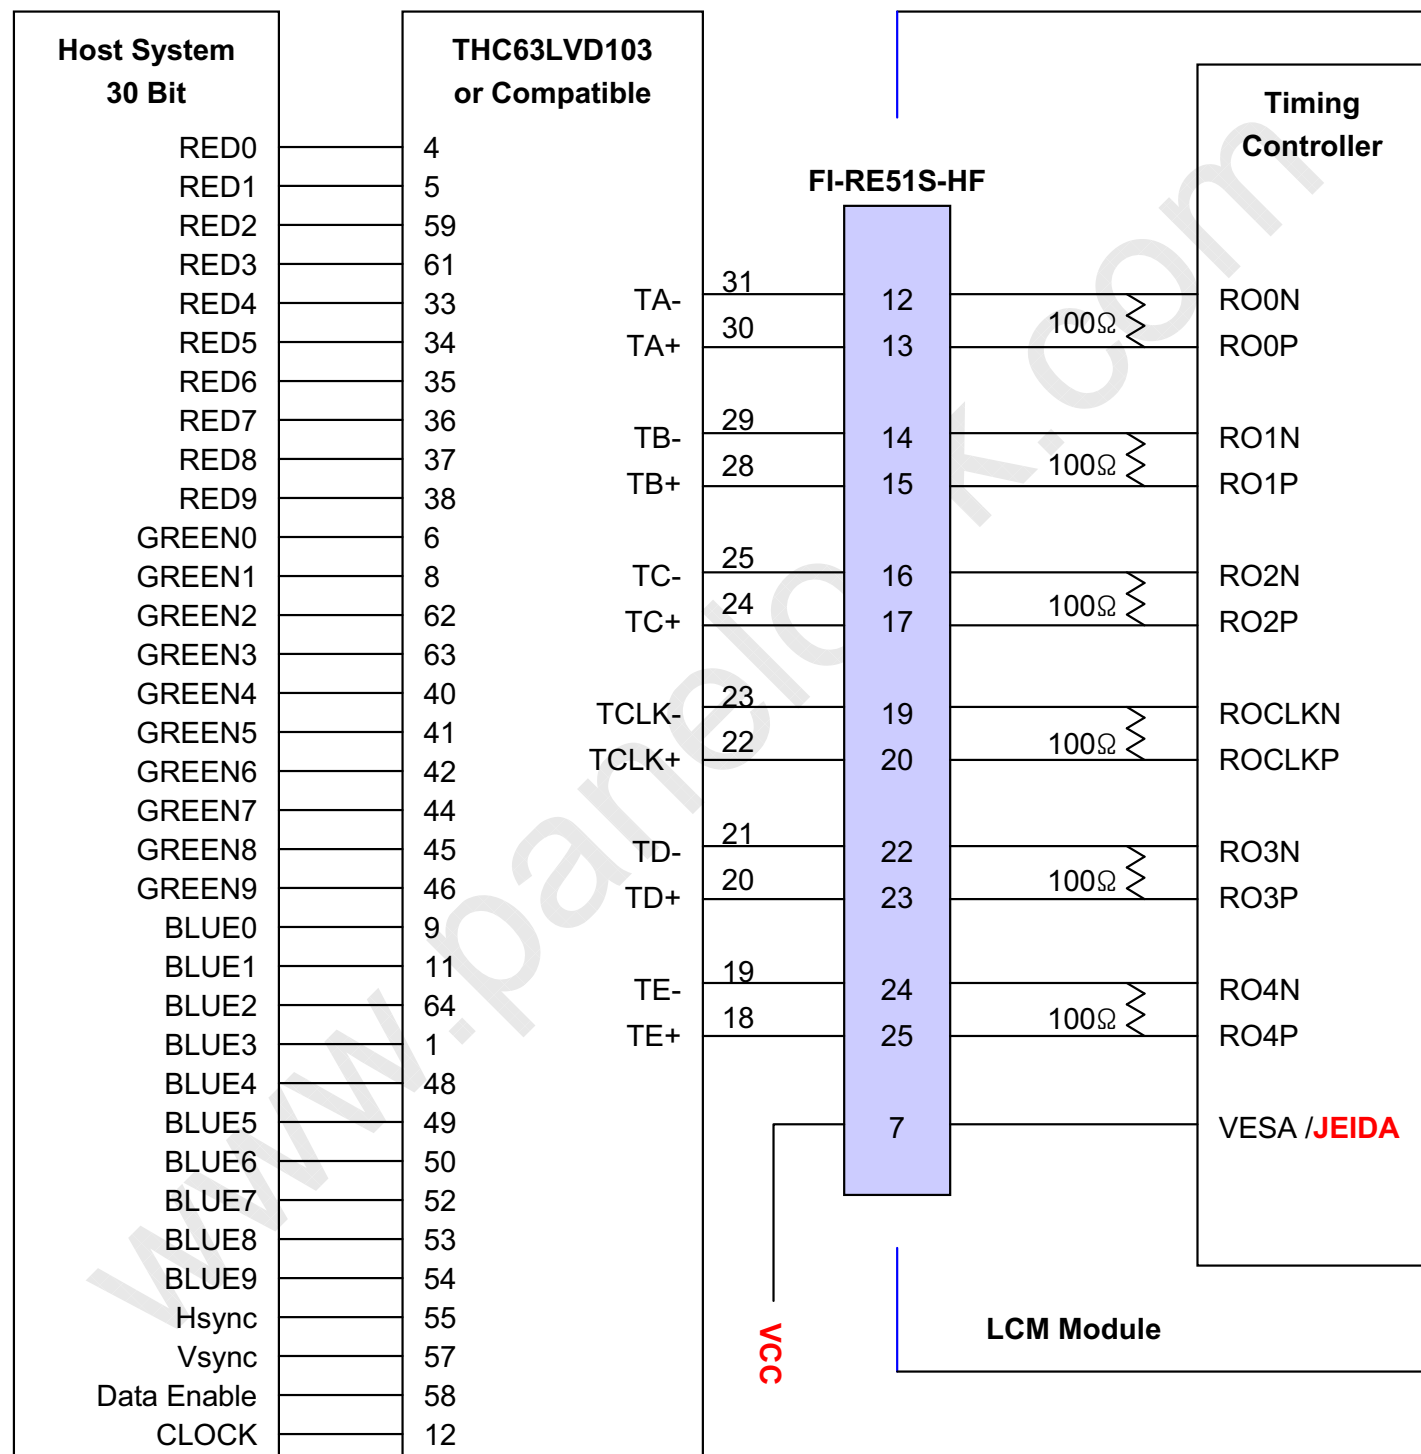 Host System
30 Bit
RED0
RED1
RED2
RED3
RED4
RED5
RED6
RED7
RED8
RED9
GREEN0
GREEN1
GREEN2
GREEN3
GREEN4
GREEN5
GREEN6
GREEN7
GREEN8
GREEN9
BLUE0
BLUE1
BLUE2
BLUE3
BLUE4
BLUE5
BLUE6
BLUE7
BLUE8
BLUE9
Hsync
Vsync
Data Enable
CLOCK
THC63LVD103
or Compatible
4
5
59
61
33
34
35
36
37
38
6
8
62
63
40
41
42
44
45
46
9
11
64
1
48
49
50
52
53
54
55
57
58
12
TA-
TA+
TB-
TB+
TC-
TC+
TCLK-
TCLK+
TD-
TD+
TE-
TE+
31
30
29
28
25
24
23
22
21
20
19
18
VCC
FI-RE51S-HF
12
13
14
15
16
17
19
20
22
23
24
25
7
100Ω
100Ω
100Ω
100Ω
100Ω
100Ω
LCM Module
Timing
Controller
RO0N
RO0P
RO1N
RO1P
RO2N
RO2P
ROCLKN
ROCLKP
RO3N
RO3P
RO4N
RO4P
VESA /JEIDA